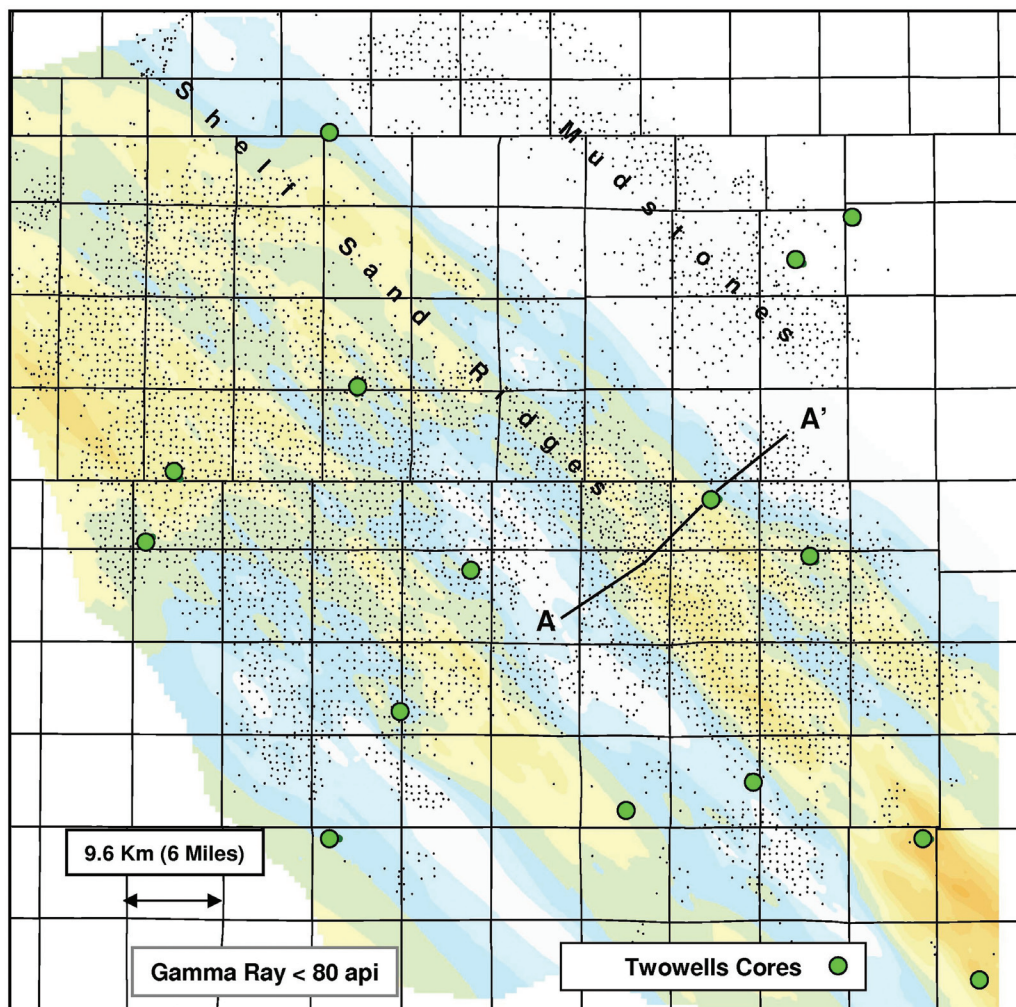 Shelf Sand Ridges
Mudstones
A'
A
9.6 Km (6 Miles)
Gamma Ray < 80 api
Twowells Cores